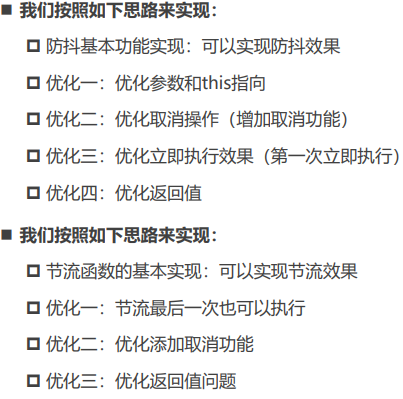 我们按照如下思路来实现：
防抖基本功能实现：可以实现防抖效果
优化一：优化参数和this指向
优化二：优化取消操作（增加取消功能）
优化三：优化立即执行效果（第一次立即执行）
优化四：优化返回值
我们按照如下思路来实现：
节流函数的基本实现：可以实现节流效果
优化一：节流最后一次也可以执行
优化二：优化添加取消功能
优化三：优化返回值问题